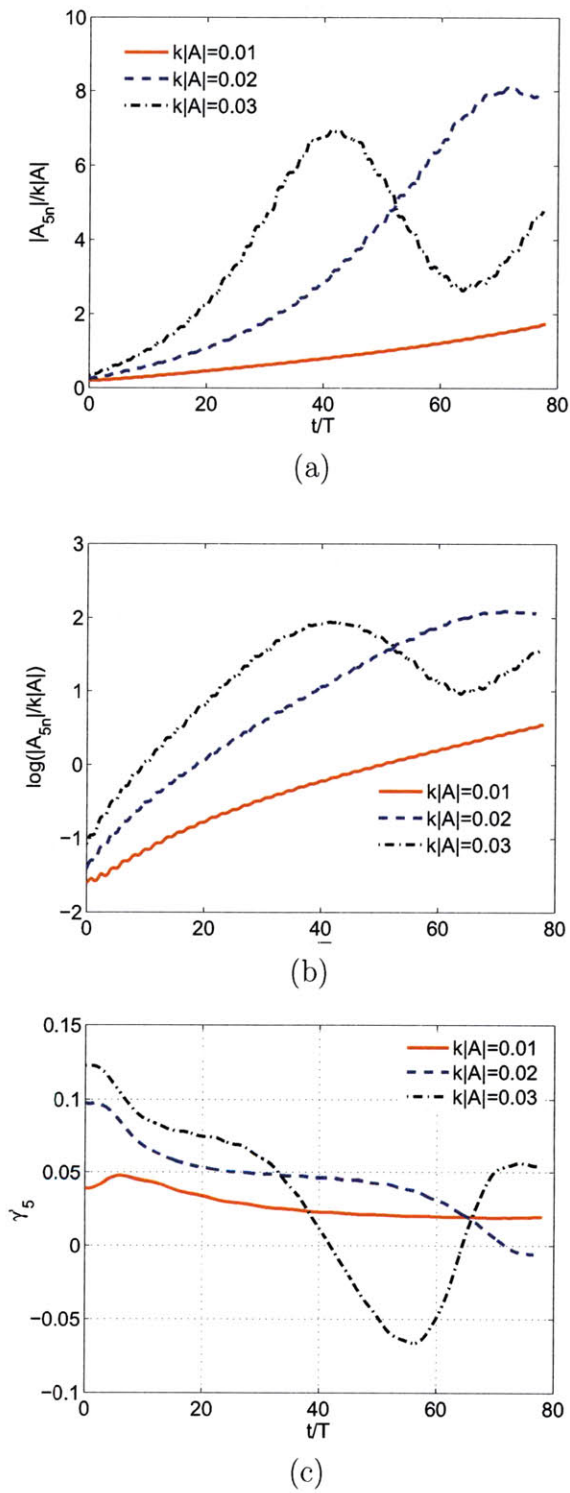 10
8
6
4
2
0
|A₅ₙ|/k|A|
k|A|=0.01
k|A|=0.02
k|A|=0.03
0 20 40 60 80
t/T
(a)
3
2
1
0
−1
−2
log(|A₅ₙ|/k|A|)
k|A|=0.01
k|A|=0.02
k|A|=0.03
0 20 40 60 80
(b)
0.15
0.1
0.05
0
−0.05
−0.1
γ'₅
k|A|=0.01
k|A|=0.02
k|A|=0.03
0 20 40 60 80
t/T
(c)